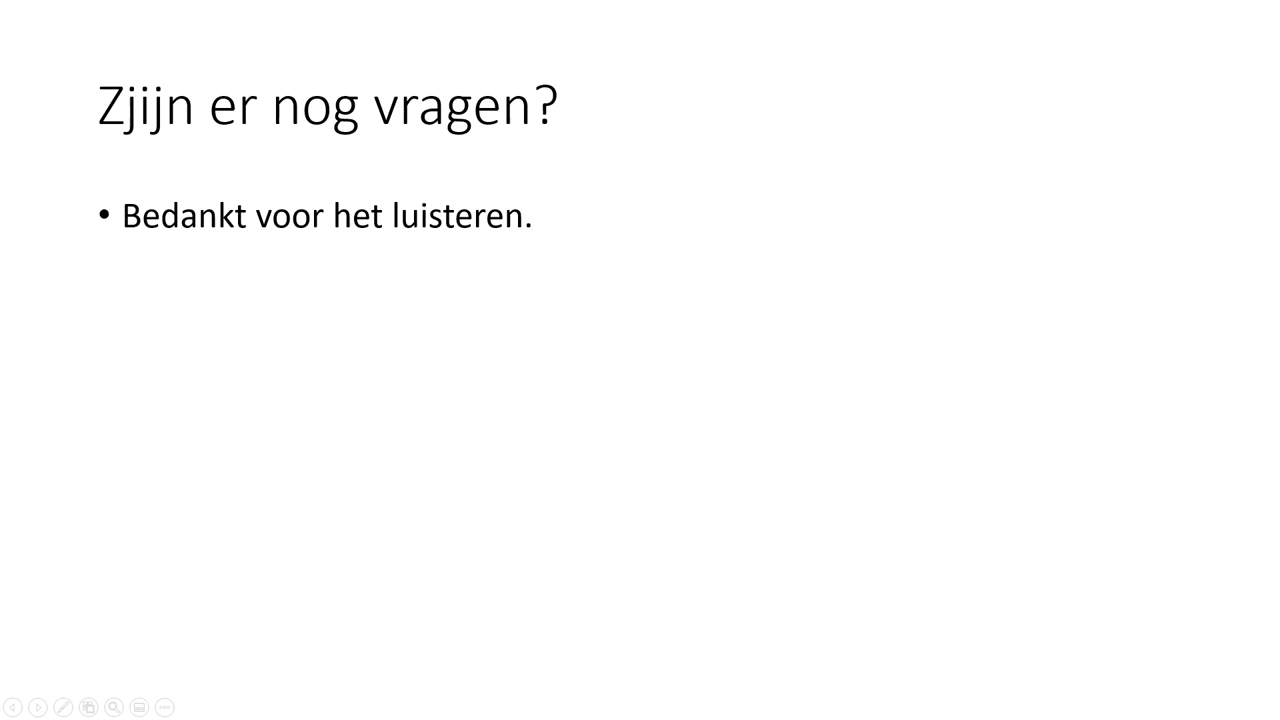 Zjijn er nog vragen?
• Bedankt voor het luisteren.